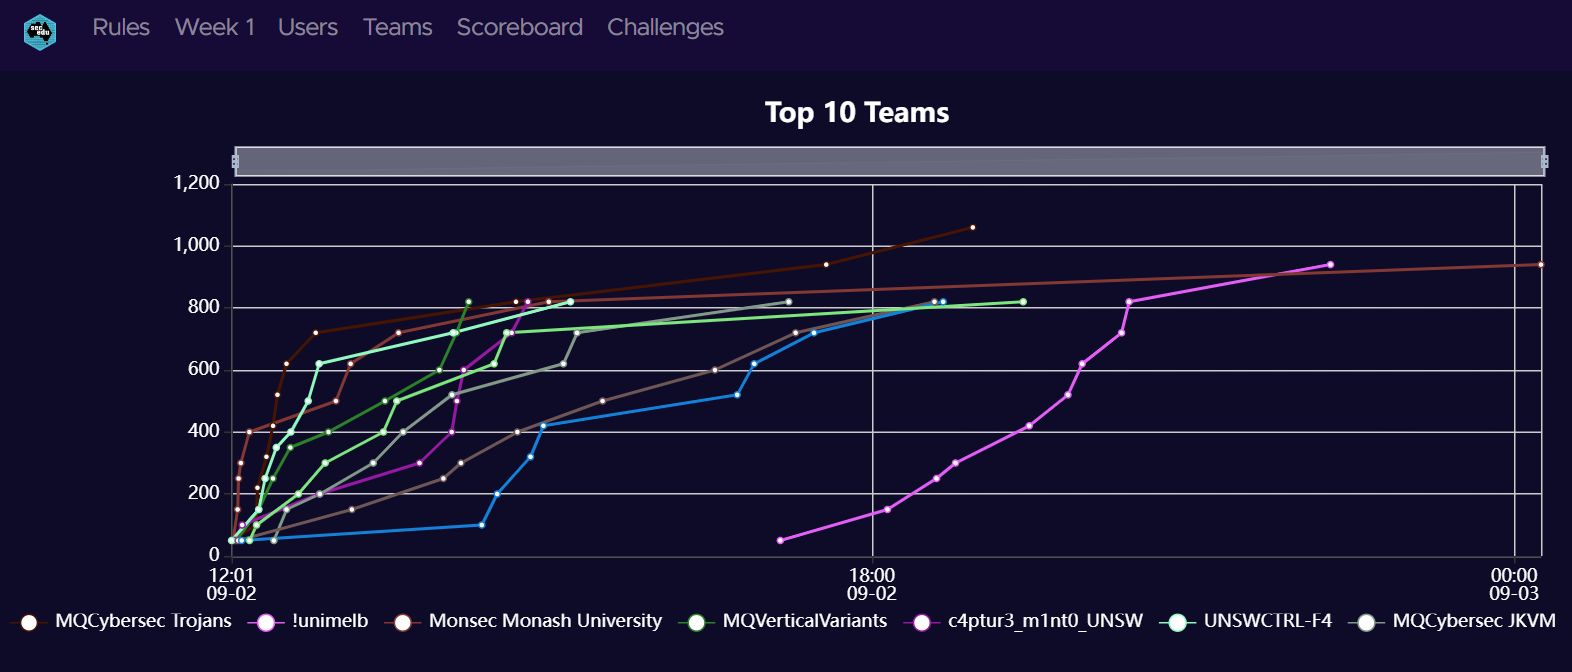 sec
edu
Rules Week 1 Users Teams Scoreboard Challenges
Top 10 Teams
1,200
1,000
800
600
400
200
0
12:01 18:00 00:00
09-02 09-02 09-03
MQCybersec Trojans !unimelb Monsec Monash University MQVerticalVariants c4ptur3_m1nt0_UNSW UNSWCTRL-F4 MQCybersec JKVM